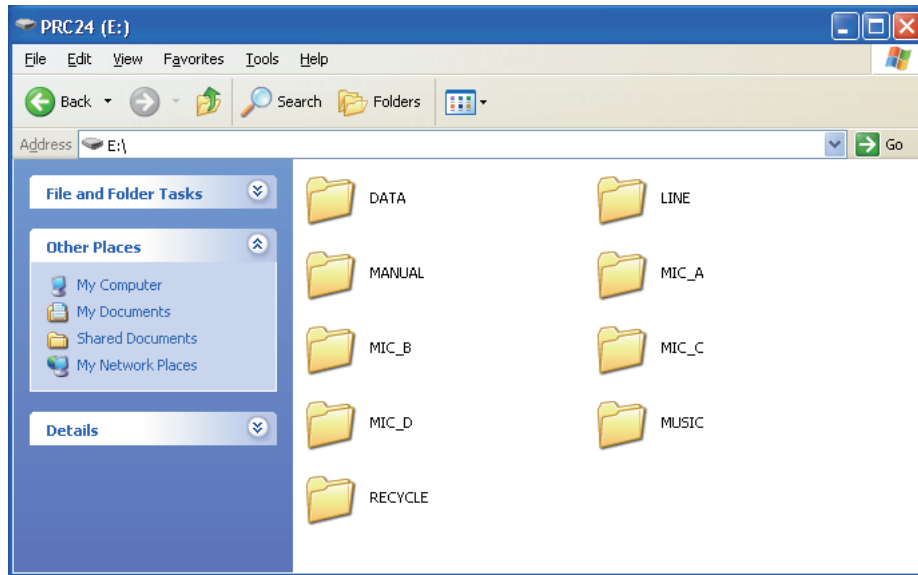 PRC24 (E:)
File Edit View Favorites Tools Help
Back Search Folders
Address E:\ Go
File and Folder Tasks
Other Places
My Computer
My Documents
Shared Documents
My Network Places
Details
DATA LINE
MANUAL MIC_A
MIC_B MIC_C
MIC_D MUSIC
RECYCLE